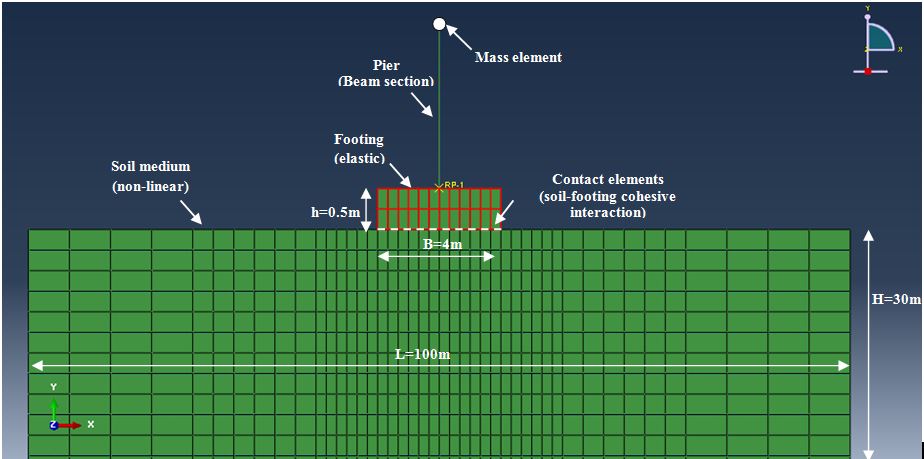 Y
X
Z
Mass element
Pier
(Beam section)
Footing
(elastic)
RP-1
Soil medium
(non-linear)
Contact elements
(soil-footing cohesive
interaction)
h=0.5m
B=4m
H=30m
L=100m
Y
Z
X